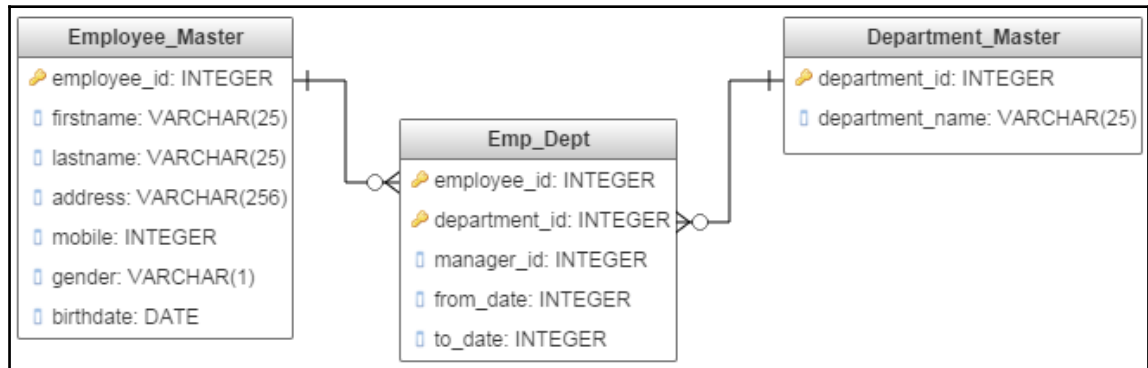 Employee_Master
employee_id: INTEGER
firstname: VARCHAR(25)
lastname: VARCHAR(25)
address: VARCHAR(256)
mobile: INTEGER
gender: VARCHAR(1)
birthdate: DATE
Emp_Dept
employee_id: INTEGER
department_id: INTEGER
manager_id: INTEGER
from_date: INTEGER
to_date: INTEGER
Department_Master
department_id: INTEGER
department_name: VARCHAR(25)